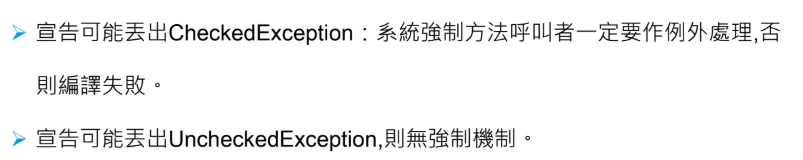 ➢ 宣告可能丟出CheckedException：系統強制方法呼叫者一定要作例外處理,否
則編譯失敗。
➢ 宣告可能丟出UncheckedException,則無強制機制。